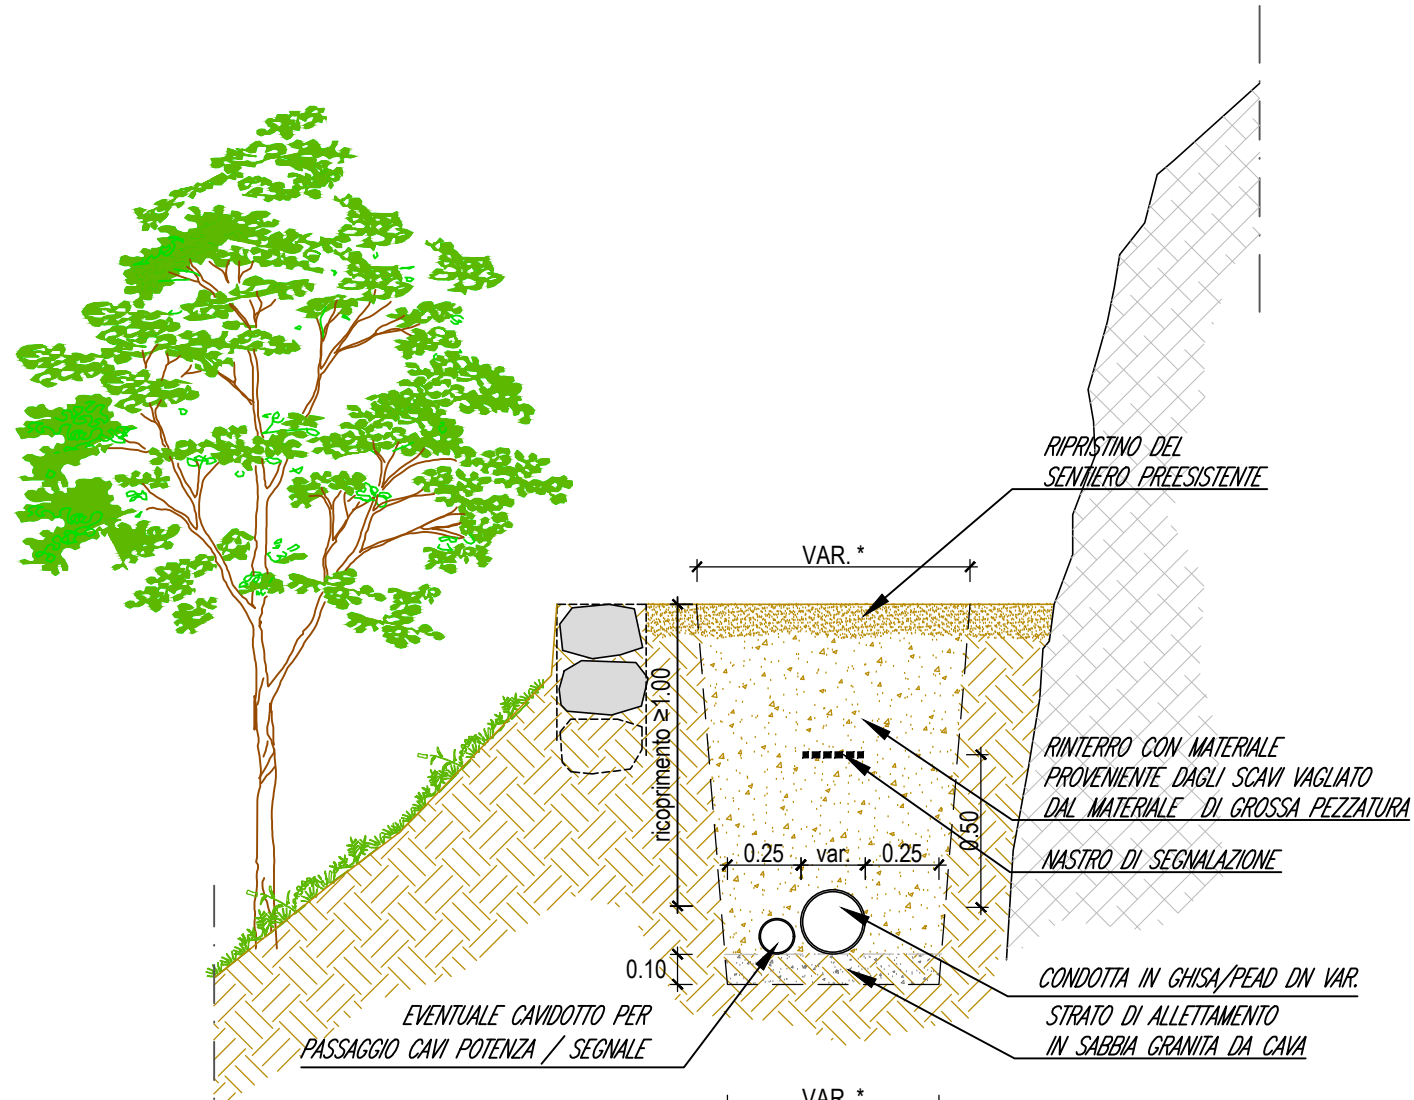 RIPRISTINO DEL
SENTIERO PREESISTENTE
VAR. *
ricoprimento ≥1.00
RINTERRO CON MATERIALE
PROVENIENTE DAGLI SCAVI VAGLIATO
DAL MATERIALE DI GROSSA PEZZATURA
0.50
0.25 var. 0.25
NASTRO DI SEGNALAZIONE
0.10
CONDOTTA IN GHISA/PEAD DN VAR.
EVENTUALE CAVIDOTTO PER
PASSAGGIO CAVI POTENZA / SEGNALE
STRATO DI ALLETTAMENTO
IN SABBIA GRANITA DA CAVA
VAR. *